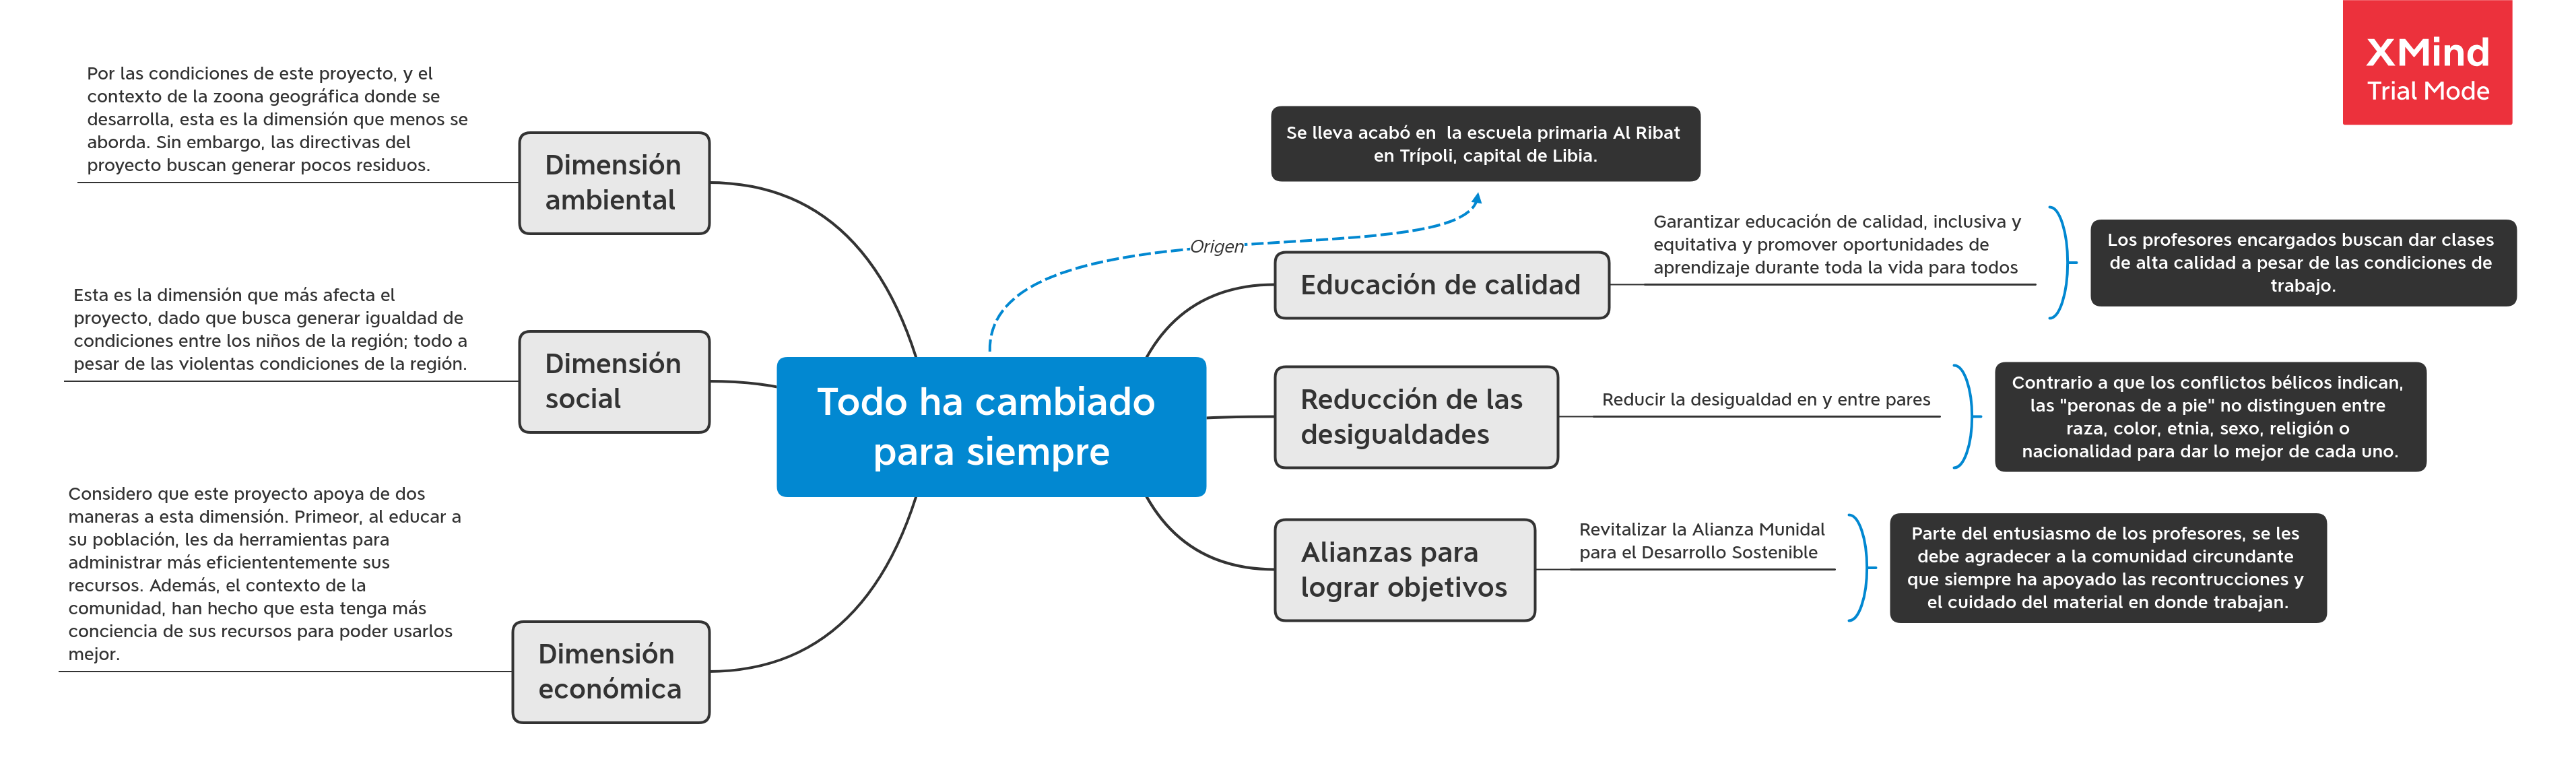 XMind
Trial Mode
Por las condiciones de este proyecto, y el
contexto de la zoona geográfica donde se
desarrolla, esta es la dimensión que menos se
aborda. Sin embargo, las directivas del
proyecto buscan generar pocos residuos.
Dimensión
ambiental
Esta es la dimensión que más afecta el
proyecto, dado que busca generar igualdad de
condiciones entre los niños de la región; todo a
pesar de las violentas condiciones de la región.
Dimensión
social
Considero que este proyecto apoya de dos
maneras a esta dimensión. Primeor, al educar a
su población, les da herramientas para
administrar más eficiententemente sus
recursos. Además, el contexto de la
comunidad, han hecho que esta tenga más
conciencia de sus recursos para poder usarlos
mejor.
Dimensión
económica
Todo ha cambiado
para siempre
Origen
Se lleva acabó en  la escuela primaria Al Ribat
en Trípoli, capital de Libia.
Educación de calidad
Garantizar educación de calidad, inclusiva y
equitativa y promover oportunidades de
aprendizaje durante toda la vida para todos
Los profesores encargados buscan dar clases
de alta calidad a pesar de las condiciones de
trabajo.
Reducción de las
desigualdades
Reducir la desigualdad en y entre pares
Contrario a que los conflictos bélicos indican,
las "peronas de a pie" no distinguen entre
raza, color, etnia, sexo, religión o
nacionalidad para dar lo mejor de cada uno.
Alianzas para
lograr objetivos
Revitalizar la Alianza Munidal
para el Desarrollo Sostenible
Parte del entusiasmo de los profesores, se les
debe agradecer a la comunidad circundante
que siempre ha apoyado las recontrucciones y
el cuidado del material en donde trabajan.